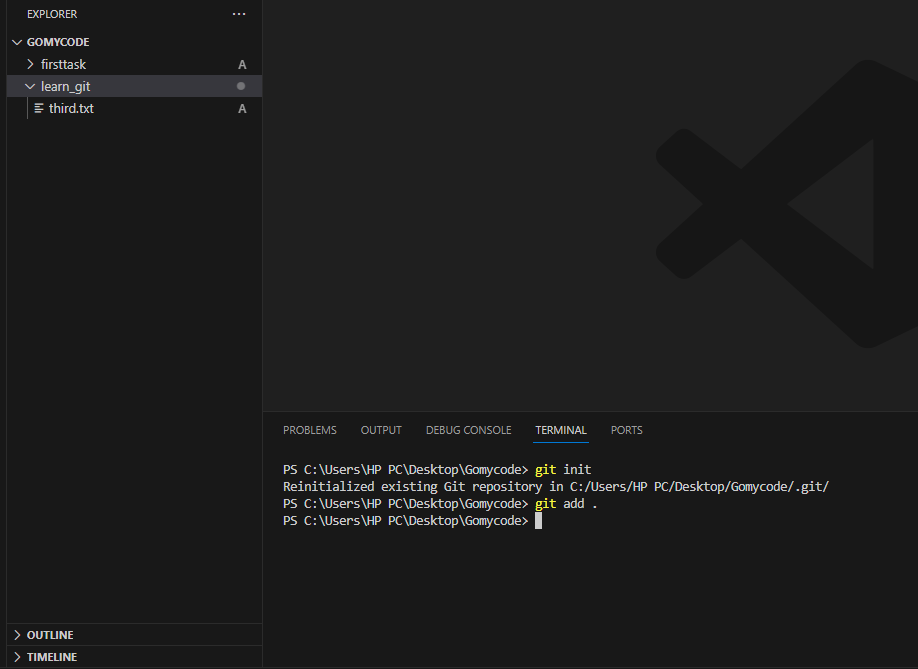 EXPLORER
GOMYCODE
firsttask A
learn_git
third.txt A
OUTLINE
TIMELINE
PROBLEMS OUTPUT DEBUG CONSOLE TERMINAL PORTS
PS C:\Users\HP PC\Desktop\Gomycode> git init
Reinitialized existing Git repository in C:/Users/HP PC/Desktop/Gomycode/.git/
PS C:\Users\HP PC\Desktop\Gomycode> git add .
PS C:\Users\HP PC\Desktop\Gomycode>